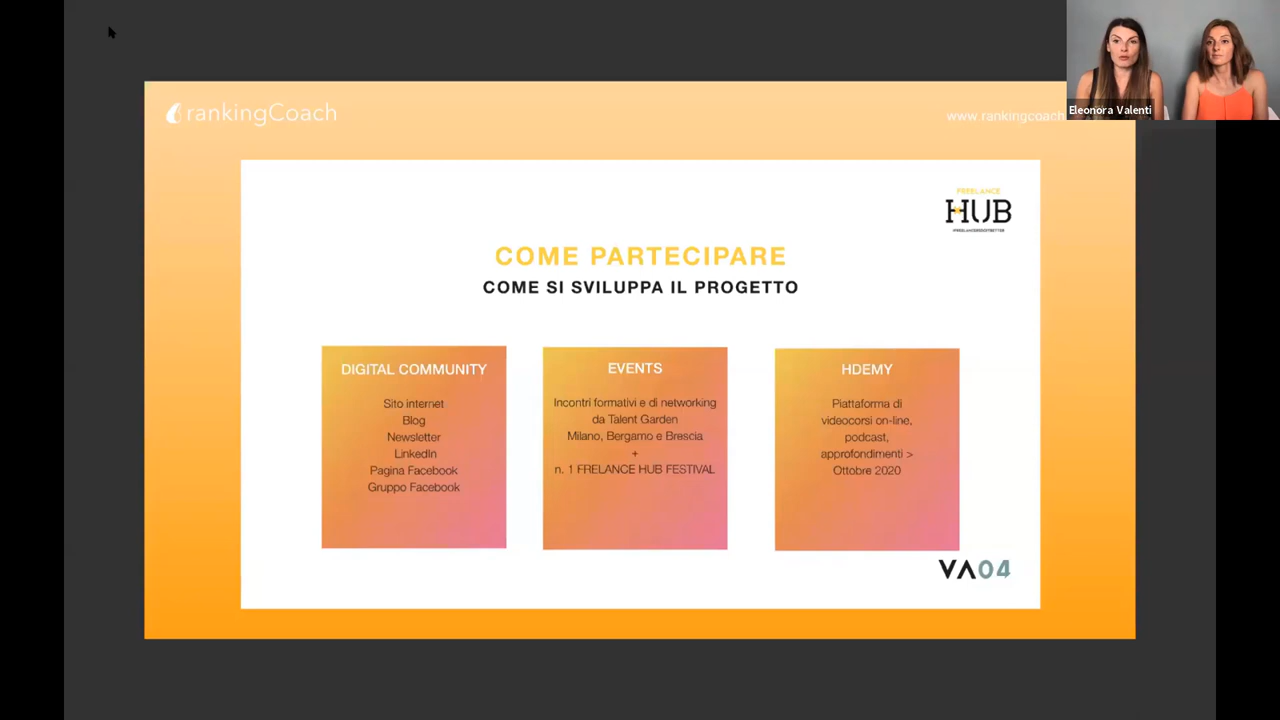 rankingCoach
www.rankingcoach
Eleonora Valenti
FREELANCE
HUB
COME PARTECIPARE
COME SI SVILUPPA IL PROGETTO
DIGITAL COMMUNITY
Sito internet
Blog
Newsletter
LinkedIn
Pagina Facebook
Gruppo Facebook
EVENTS
Incontri formativi e di networking
da Talent Garden
Milano, Bergamo e Brescia
+
n. 1 FRELANCE HUB FESTIVAL
HDEMY
Piattaforma di
videocorsi on-line,
podcast,
approfondimenti >
Ottobre 2020
VA04